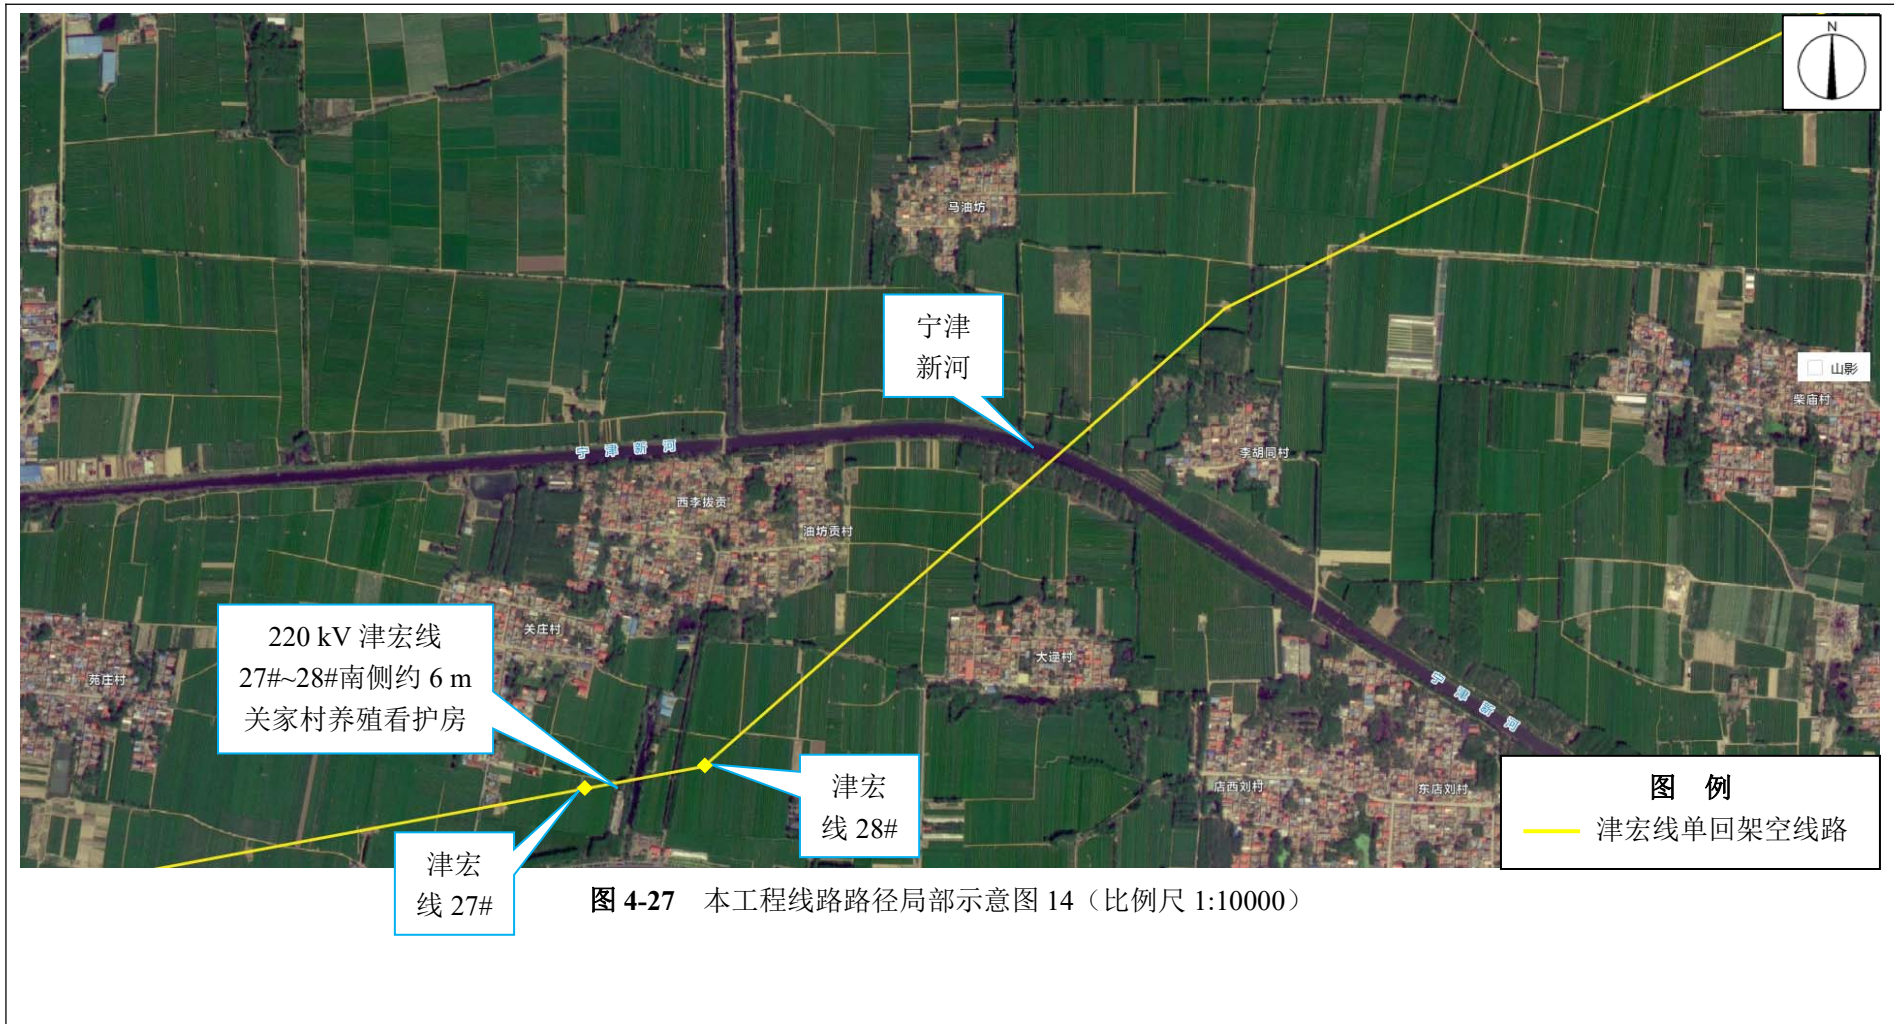 N
马油坊
宁津
新河
山影
柴庙村
李胡同村
宁津新河
西李拔贡
油坊贡村
220 kV 津宏线
27#~28#南侧约 6 m
关家村养殖看护房
关庄村
苑庄村
宁津新河
店西刘村
东店刘村
津宏
线 28#
津宏
线 27#
图 例
津宏线单回架空线路
图 4-27 本工程线路路径局部示意图 14（比例尺 1:10000）